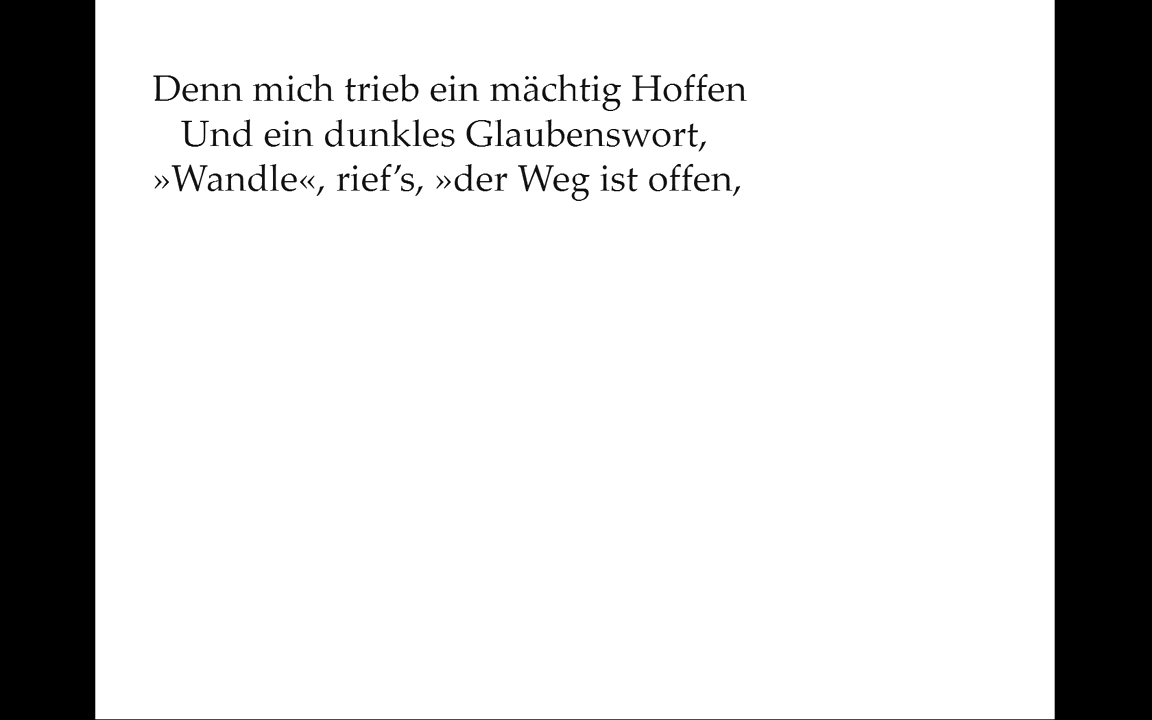 Denn mich trieb ein mächtig Hoffen
Und ein dunkles Glaubenswort,
»Wandle«, rief’s, »der Weg ist offen,